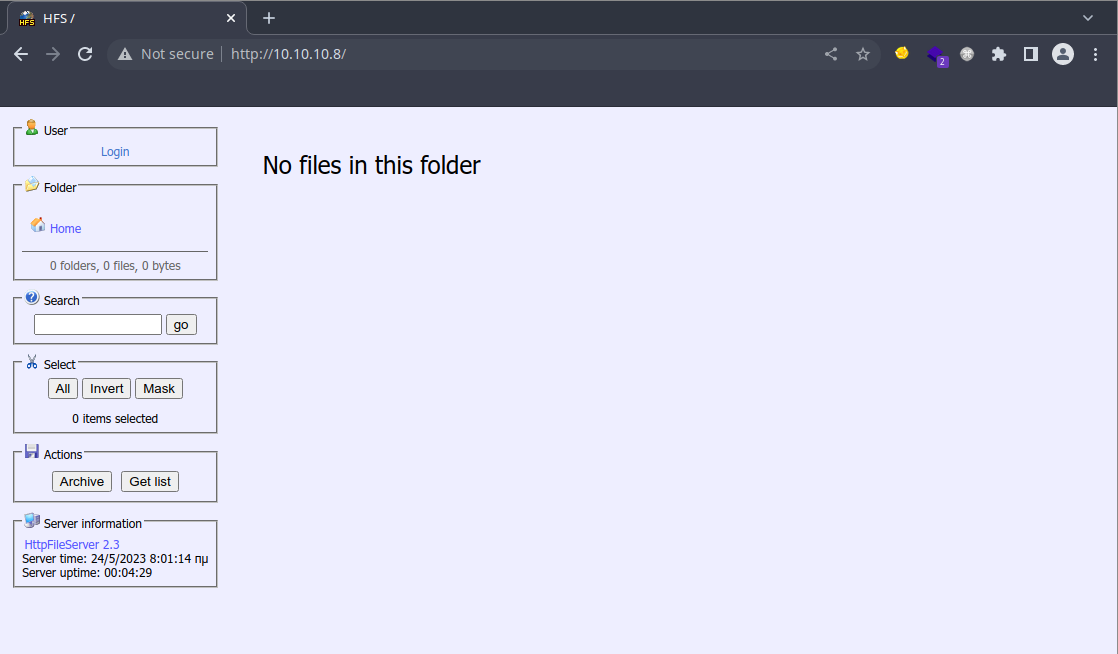 HFS /
Not secure
http://10.10.10.8/
2
User
Login
Folder
Home
0 folders, 0 files, 0 bytes
Search
go
Select
All Invert Mask
0 items selected
Actions
Archive Get list
Server information
HttpFileServer 2.3
Server time: 24/5/2023 8:01:14 πμ
Server uptime: 00:04:29
No files in this folder